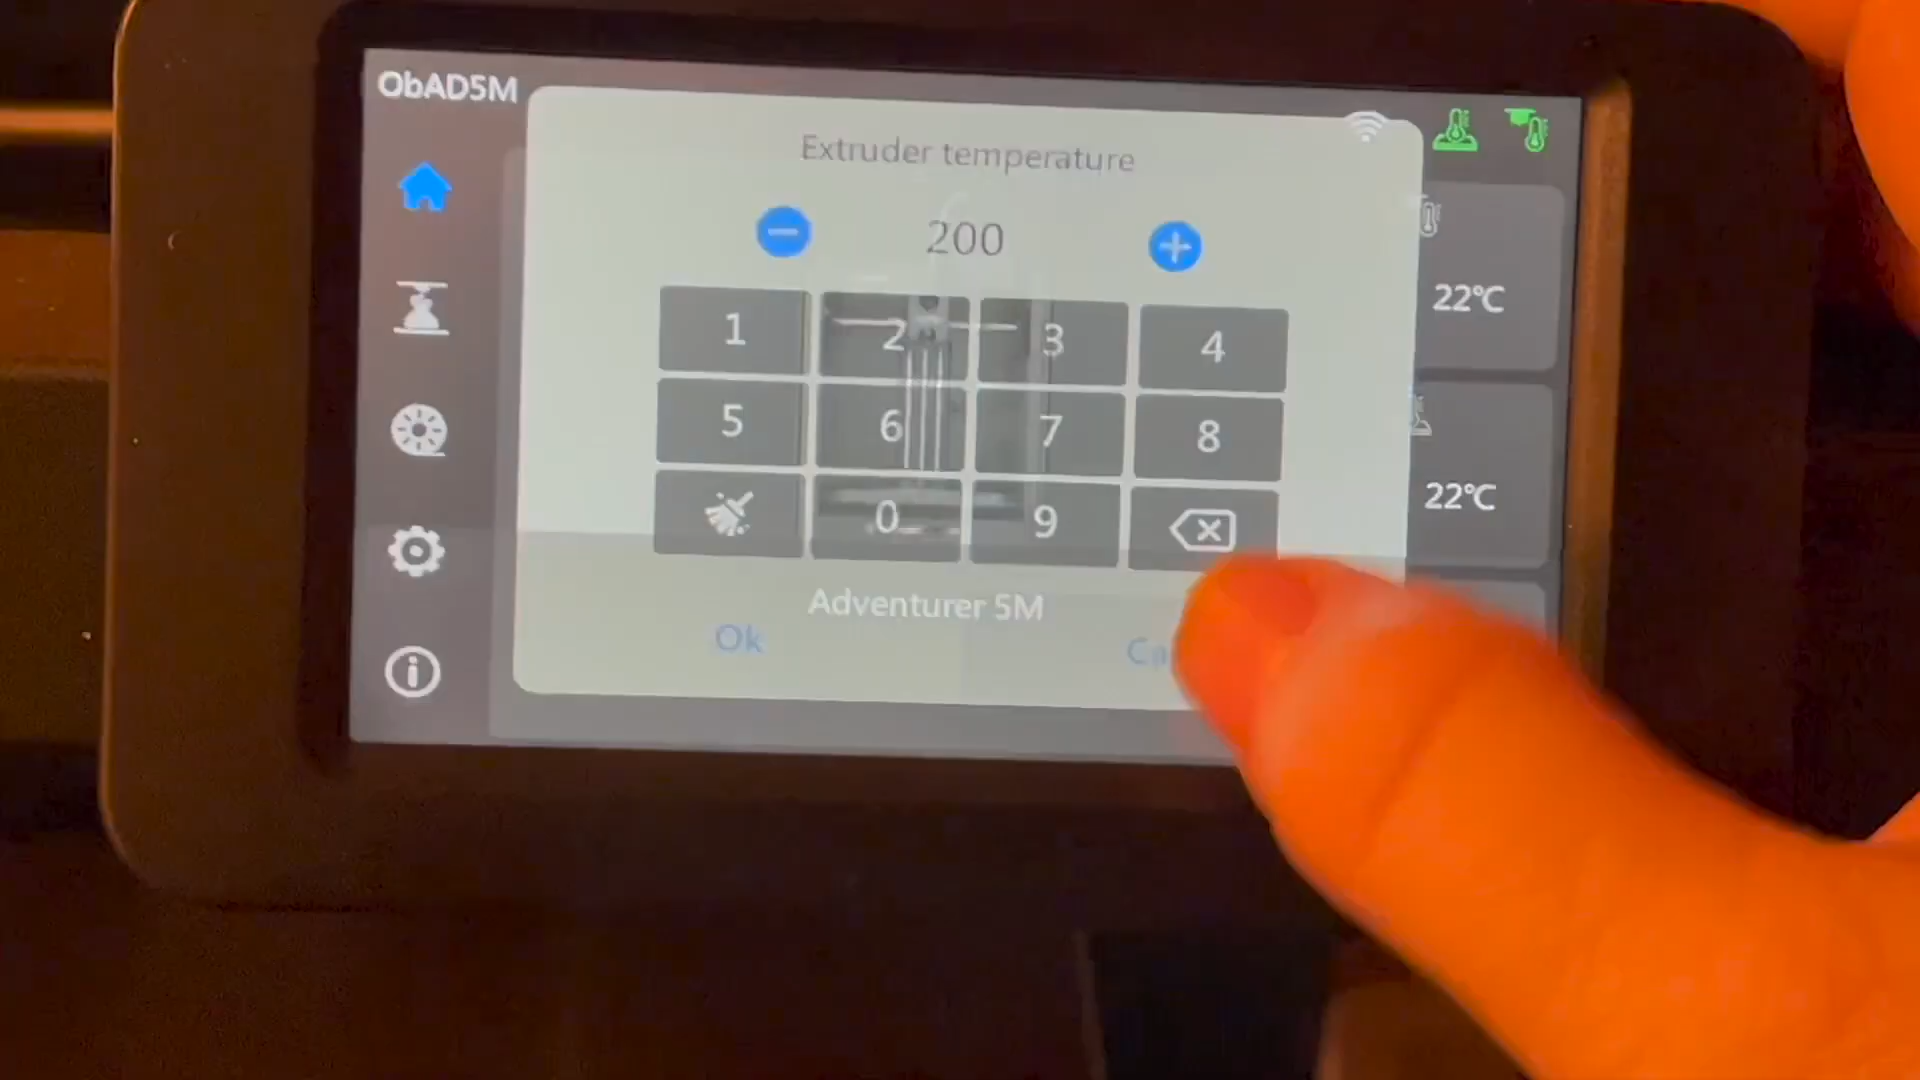 ObAD5M
Extruder temperature
200
1 2 3 4
5 6 7 8
0 9
22℃
22℃
Adventurer 5M
Ok